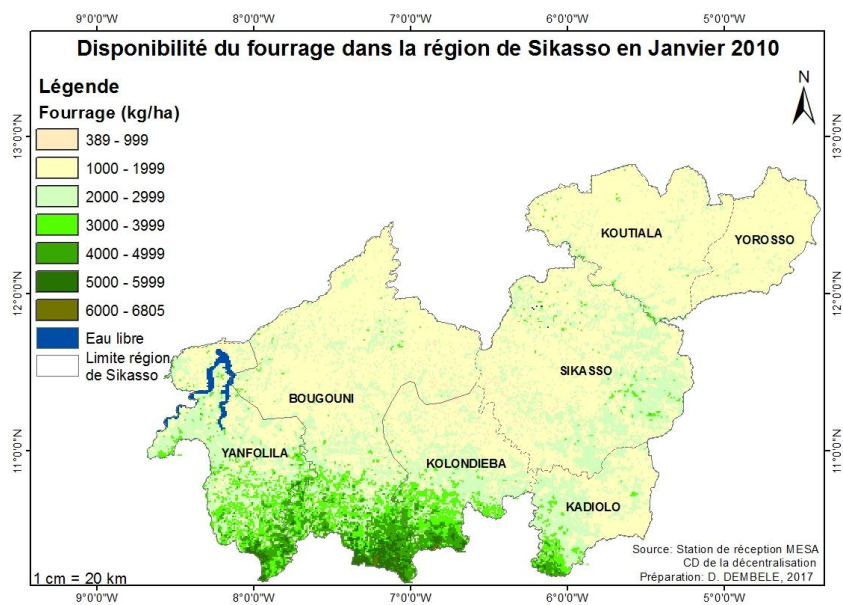 9°0'0"W 8°0'0"W 7°0'0"W 6°0'0"W 5°0'0"W
Disponibilité du fourrage dans la région de Sikasso en Janvier 2010
Légende
Fourrage (kg/ha)
389 - 999
1000 - 1999
2000 - 2999
3000 - 3999
4000 - 4999
5000 - 5999
6000 - 6805
Eau libre
Limite région
de Sikasso
N
13°0'0"N
12°0'0"N
11°0'0"N
13°0'0"N
12°0'0"N
11°0'0"N
KOUTIALA
YOROSSO
SIKASSO
BOUGOUNI
YANFOLILA
KOLONDIEBA
KADIOLO
Source: Station de réception MESA
CD de la décentralisation
Préparation: D. DEMBELE, 2017
1 cm = 20 km
9°0'0"W 8°0'0"W 7°0'0"W 6°0'0"W 5°0'0"W